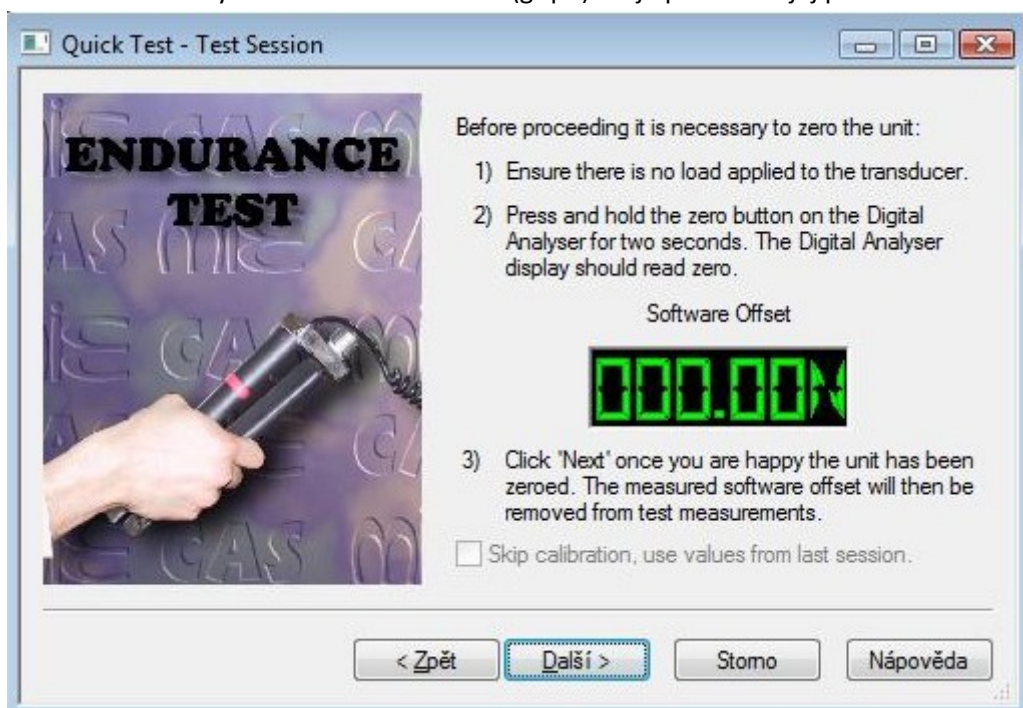 Quick Test - Test Session
ENDURANCE
TEST
Before proceeding it is necessary to zero the unit:
1) Ensure there is no load applied to the transducer.
2) Press and hold the zero button on the Digital
Analyser for two seconds. The Digital Analyser
display should read zero.
Software Offset
000.00N
3) Click 'Next' once you are happy the unit has been
zeroed. The measured software offset will then be
removed from test measurements.
Skip calibration, use values from last session.
< Zpět Další > Storno Nápověda